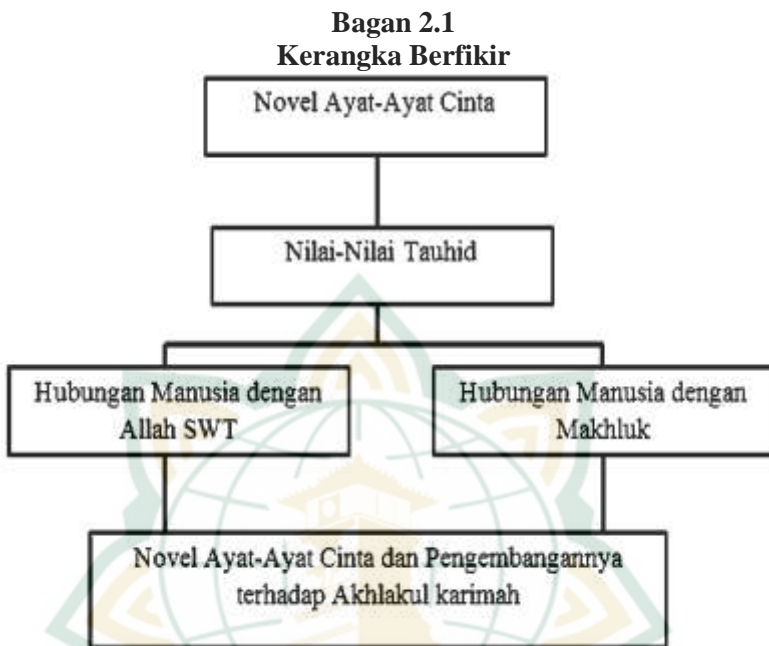 Bagan 2.1
Kerangka Berfikir
Novel Ayat-Ayat Cinta
Nilai-Nilai Tauhid
Hubungan Manusia dengan
Allah SWT
Hubungan Manusia dengan
Makhluk
Novel Ayat-Ayat Cinta dan Pengembangannya
terhadap Akhlakul karimah